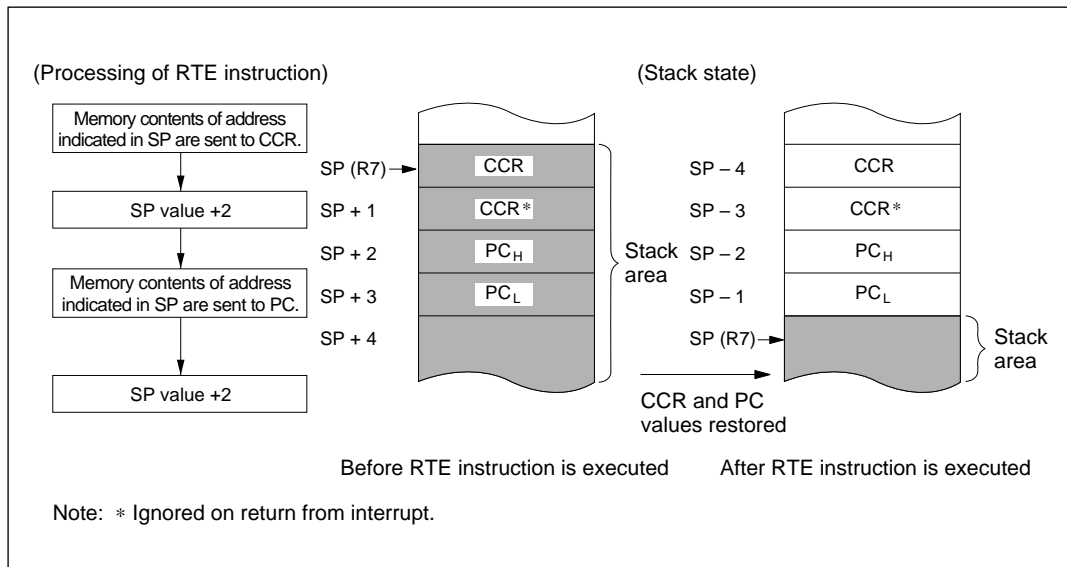 (Processing of RTE instruction)
(Stack state)
Memory contents of address
indicated in SP are sent to CCR.
SP value +2
Memory contents of address
indicated in SP are sent to PC.
SP value +2
SP (R7)
SP + 1
SP + 2
SP + 3
SP + 4
CCR
CCR*
PCH
PCL
Stack
area
SP – 4
SP – 3
SP – 2
SP – 1
SP (R7)
CCR
CCR*
PCH
PCL
Stack
area
CCR and PC
values restored
Before RTE instruction is executed
After RTE instruction is executed
Note: * Ignored on return from interrupt.